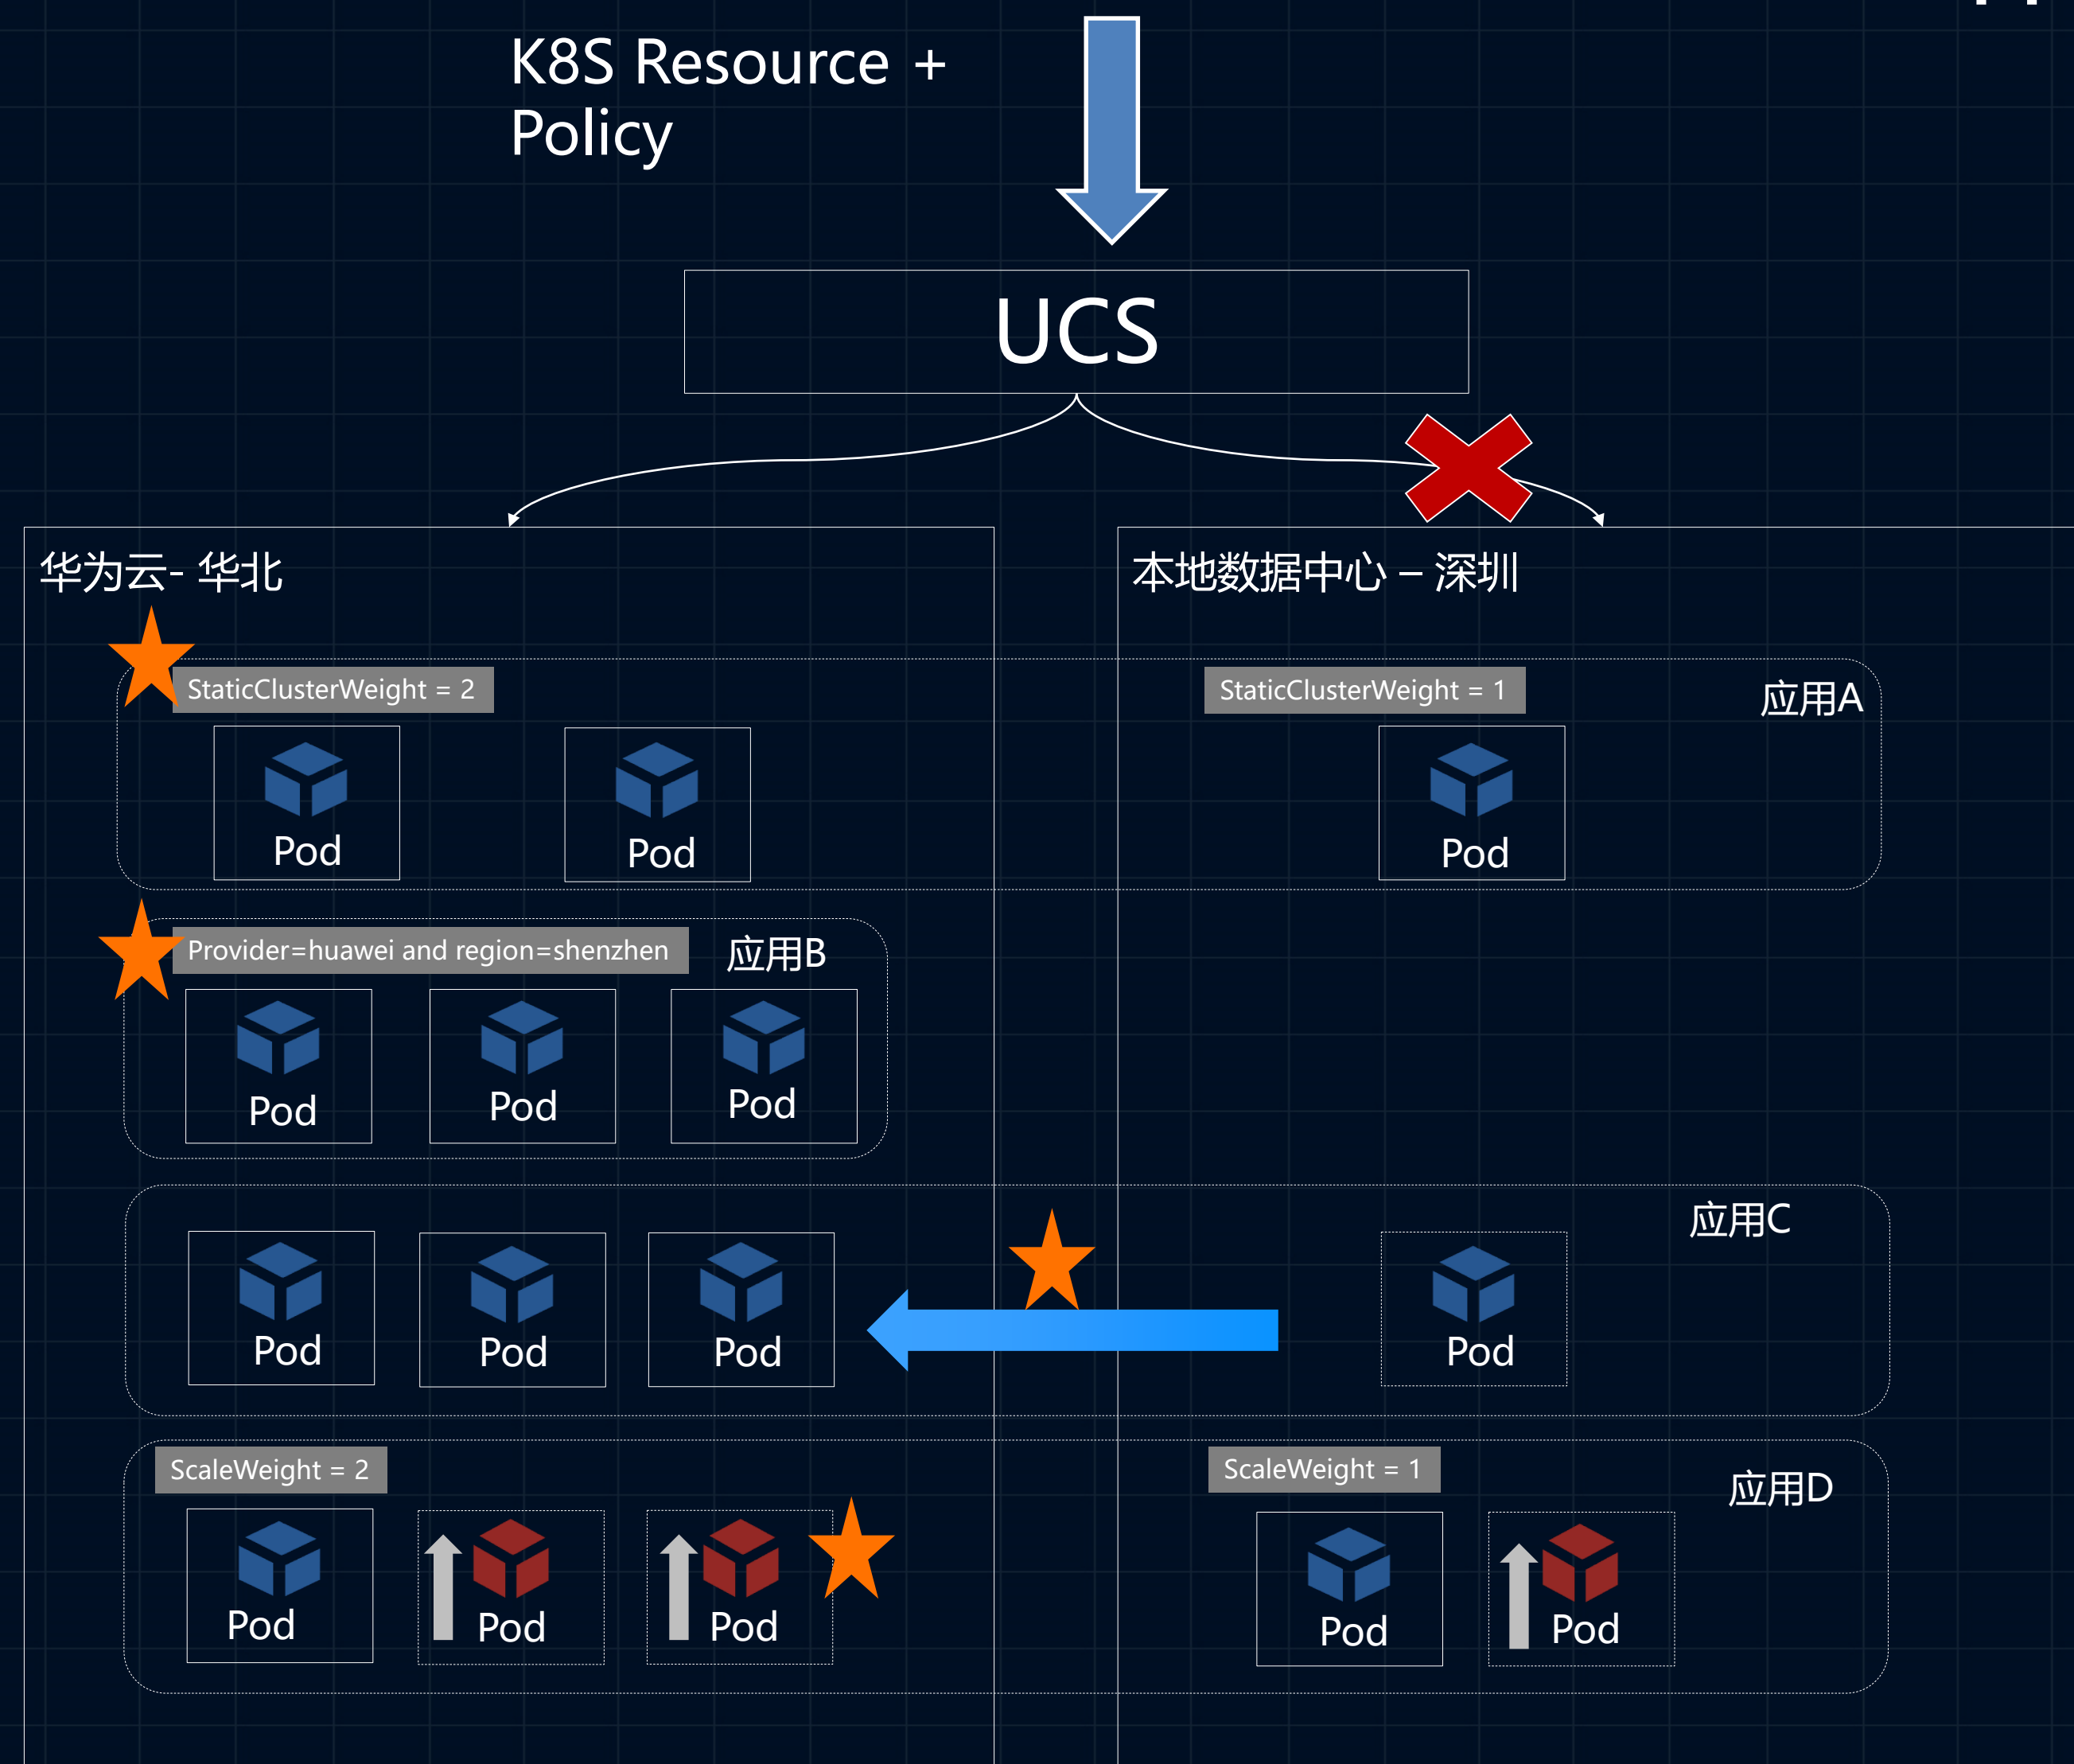 K8S Resource +
Policy
UCS
华为云- 华北
本地数据中心 – 深圳
StaticClusterWeight = 2
StaticClusterWeight = 1
应用A
Pod
Pod
Pod
Provider=huawei and region=shenzhen
应用B
Pod
Pod
Pod
应用C
Pod
Pod
Pod
Pod
ScaleWeight = 2
ScaleWeight = 1
应用D
Pod
Pod
Pod
Pod
Pod